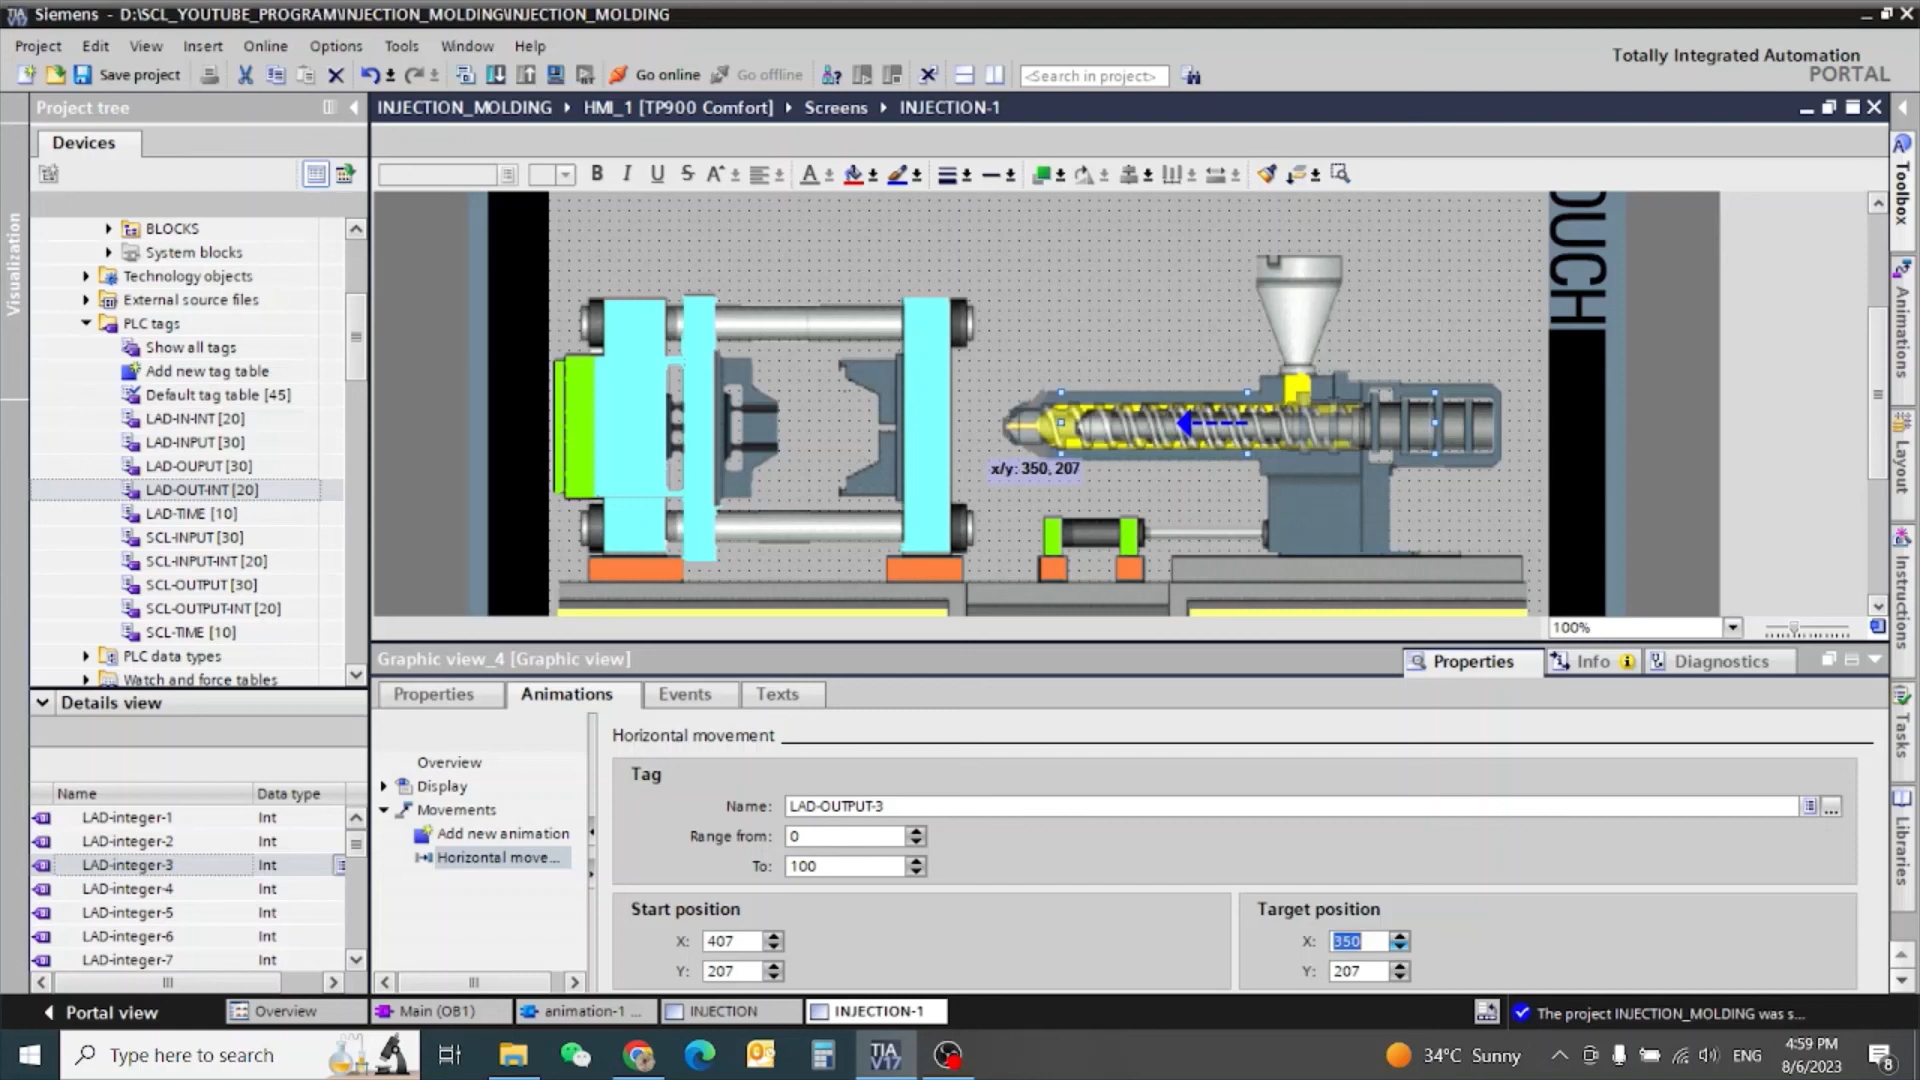 Siemens - D:\SCL_YOUTUBE_PROGRAM\INJECTION_MOLDING\INJECTION_MOLDING
Project Edit View Insert Online Options Tools Window Help
Totally Integrated Automation
PORTAL
Save project
Go online
Go offline
<Search in project>
Project tree
INJECTION_MOLDING HMI_1 [TP900 Comfort] Screens INJECTION-1
Devices
B I U S A A
Visualization
BLOCKS
System blocks
Technology objects
External source files
PLC tags
Show all tags
Add new tag table
Default tag table [45]
LAD-IN-INT [20]
LAD-INPUT [30]
LAD-OUPUT [30]
LAD-OUT-INT [20]
LAD-TIME [10]
SCL-INPUT [30]
SCL-INPUT-INT [20]
SCL-OUTPUT [30]
SCL-OUTPUT-INT [20]
SCL-TIME [10]
PLC data types
Watch and force tables
OUCH
x/y: 350, 207
100%
Toolbox
Animations
Layout
Instructions
Tasks
Libraries
Details view
Name Data type
LAD-integer-1 Int
LAD-integer-2 Int
LAD-integer-3 Int
LAD-integer-4 Int
LAD-integer-5 Int
LAD-integer-6 Int
LAD-integer-7 Int
Graphic view_4 [Graphic view]
Properties Info Diagnostics
Properties Animations Events Texts
Overview
Display
Movements
Add new animation
Horizontal move...
Horizontal movement
Tag
Name: LAD-OUTPUT-3
Range from: 0
To: 100
Start position
X: 407
Y: 207
Target position
X: 350
Y: 207
Portal view Overview Main (OB1) animation-1 ... INJECTION INJECTION-1
The project INJECTION_MOLDING was s...
Type here to search
TIA
V17
34°C Sunny
ENG
4:59 PM
8/6/2023
8